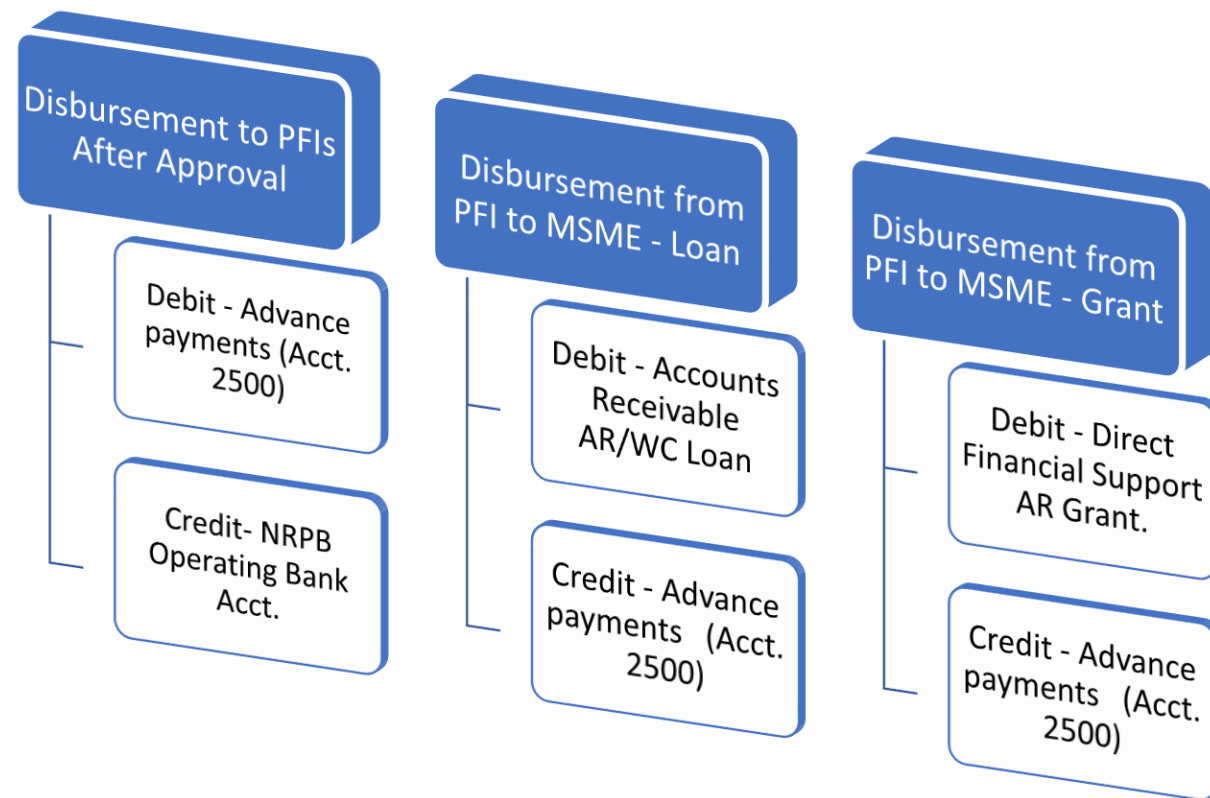 Disbursement to PFIs
After Approval
Debit - Advance
payments (Acct.
2500)
Credit- NRPB
Operating Bank
Acct.
Disbursement from
PFI to MSME - Loan
Debit - Accounts
Receivable
AR/WC Loan
Credit - Advance
payments (Acct.
2500)
Disbursement from
PFI to MSME - Grant
Debit - Direct
Financial Support
AR Grant.
Credit - Advance
payments (Acct.
2500)